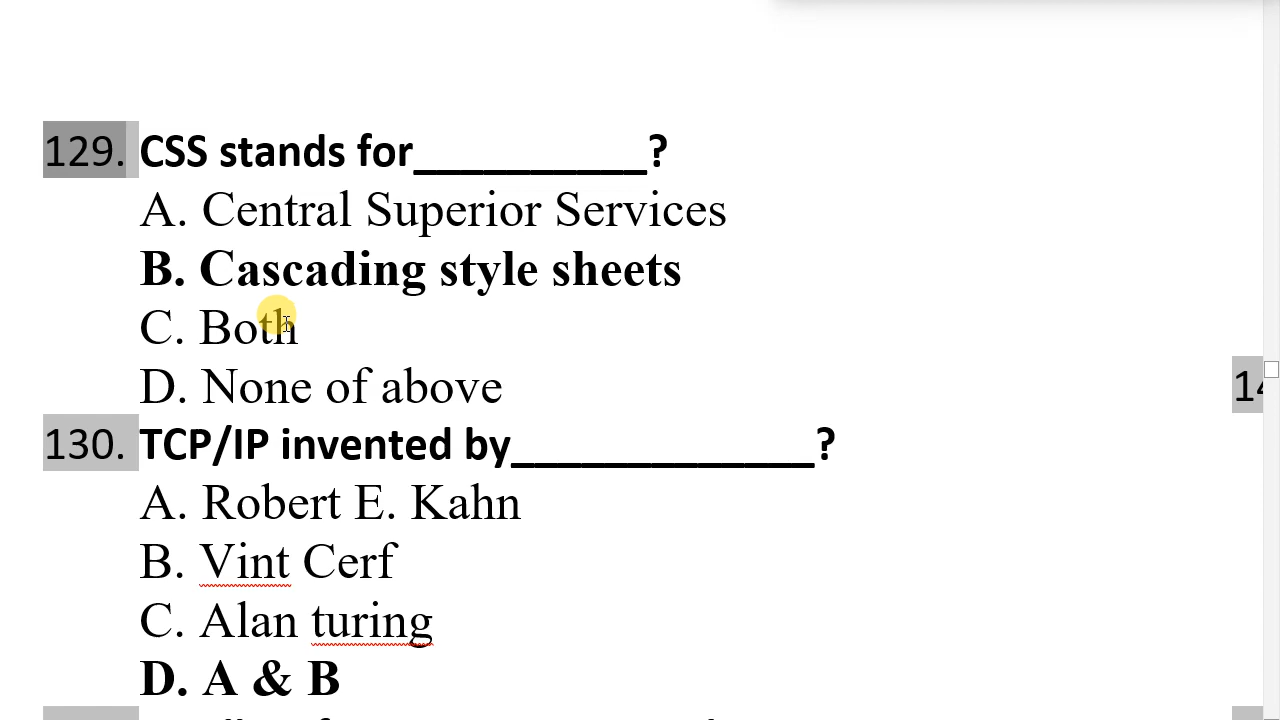 129. CSS stands for__________?
A. Central Superior Services
B. Cascading style sheets
C. Both
D. None of above
130. TCP/IP invented by_____________?
A. Robert E. Kahn
B. Vint Cerf
C. Alan turing
D. A & B